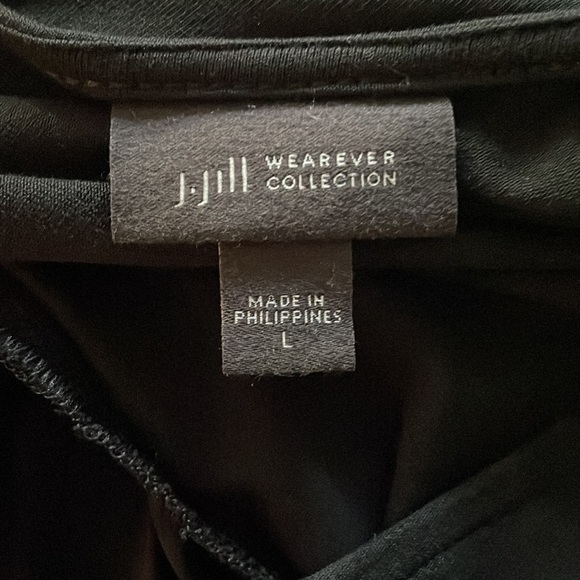 J.Jill WEAREVER
COLLECTION
MADE IN
PHILIPPINES
L